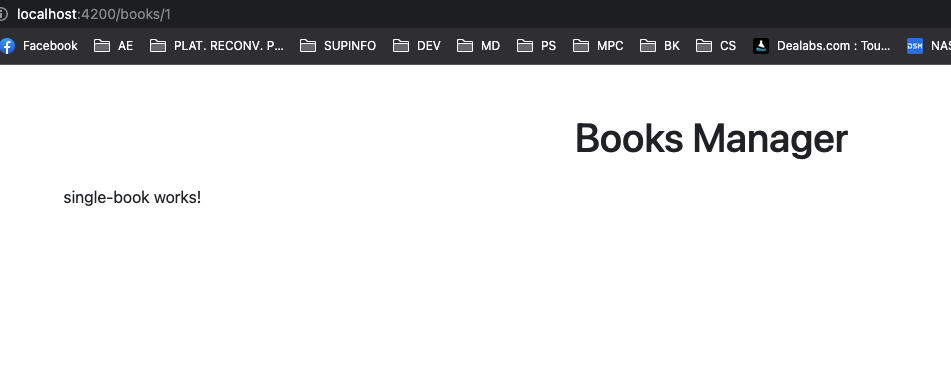 localhost:4200/books/1
Facebook AE PLAT. RECONV. P... SUPINFO DEV MD PS MPC BK CS Dealabs.com : Tou... DSM NAS
Books Manager
single-book works!